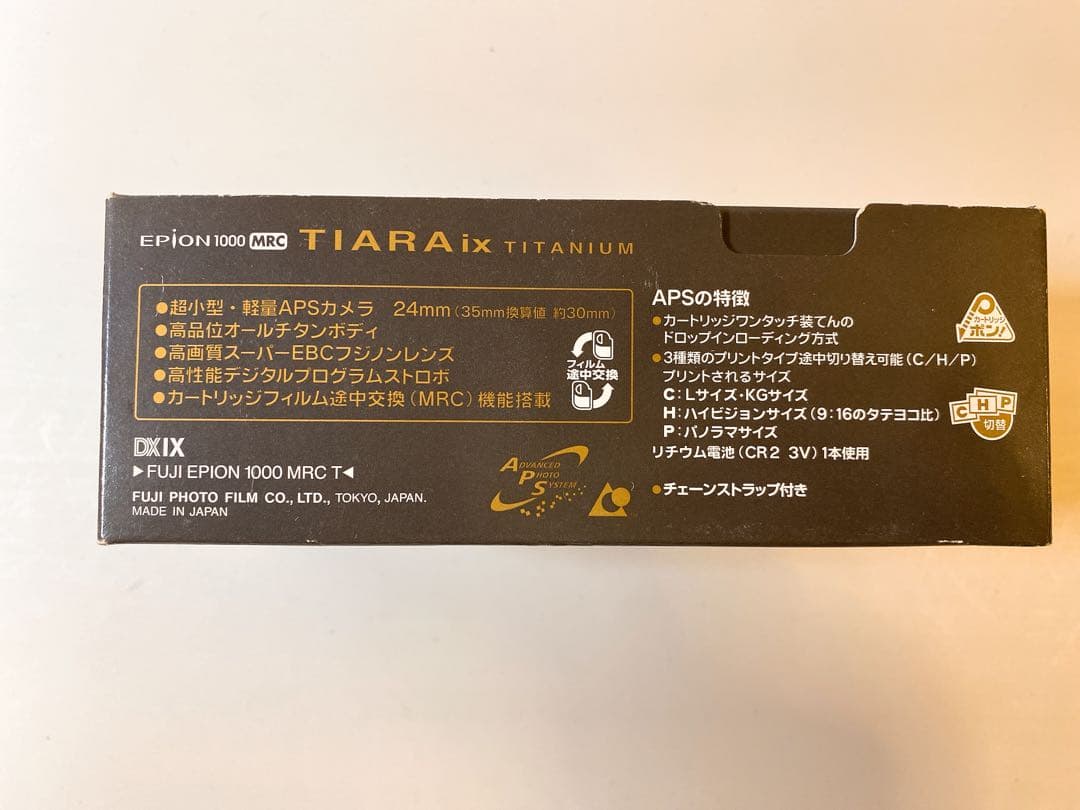 EPION1000 MRC TIARA ix TITANIUM
●超小型・軽量APSカメラ 24mm(35mm換算値 約30mm)
●高品位オールチタンボディ
●高画質スーパーEBCフジノンレンズ
●高性能デジタルプログラムストロボ
●カートリッジフィルム途中交換(MRC)機能搭載
フィルム
途中交換
DX IX
▶FUJI EPION 1000 MRC T◀
FUJI PHOTO FILM CO., LTD., TOKYO, JAPAN.
MADE IN JAPAN
ADVANCED
PHOTO
SYSTEM
APSの特徴
●カートリッジワンタッチ装てんの
ドロップインローディング方式
●3種類のプリントタイプ途中切り替え可能(C/H/P)
プリントされるサイズ
C:Lサイズ・KGサイズ
H:ハイビジョンサイズ(9:16のタテヨコ比)
P:パノラマサイズ
リチウム電池(CR2 3V)1本使用
●チェーンストラップ付き
カートリッジ
ポン!
C H P
切替